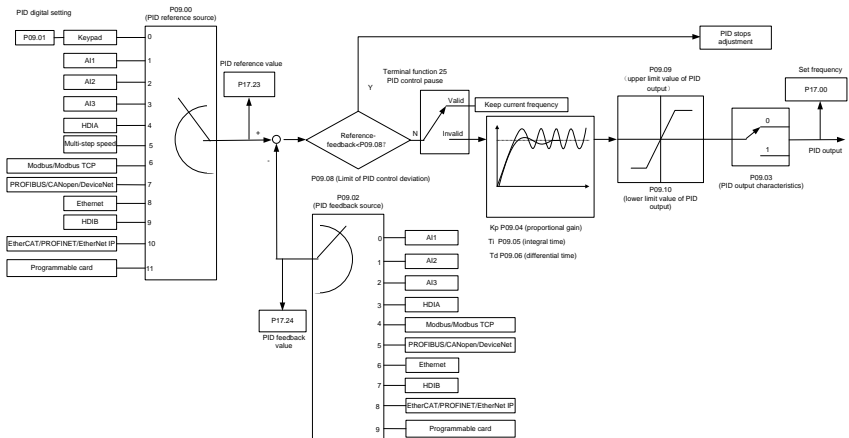 PID digital setting
P09.00
(PID reference source)
P09.01
Keypad
0
AI1
1
AI2
2
AI3
3
HDIA
4
Multi-step speed
5
Modbus/Modbus TCP
6
PROFIBUS/CANopen/DeviceNet
7
Ethernet
8
HDIB
9
EtherCAT/PROFINET/EtherNet IP
10
Programmable card
11
PID reference value
P17.23
+
-
P17.24
PID feedback
value
Y
Reference-
feedback<P09.08?
N
P09.08 (Limit of PID control deviation)
P09.02
(PID feedback source)
0
AI1
1
AI2
2
AI3
3
HDIA
4
Modbus/Modbus TCP
5
PROFIBUS/CANopen/DeviceNet
6
Ethernet
7
HDIB
8
EtherCAT/PROFINET/EtherNet IP
9
Programmable card
Terminal function 25
PID control pause
Valid
Invalid
Keep current frequency
Kp P09.04 (proportional gain)
Ti P09.05 (integral time)
Td P09.06 (differential time)
PID stops
adjustment
P09.09
(upper limit value of PID
output)
P09.10
(lower limit value of PID
output)
0
1
P09.03
(PID output characteristics)
Set frequency
P17.00
PID output